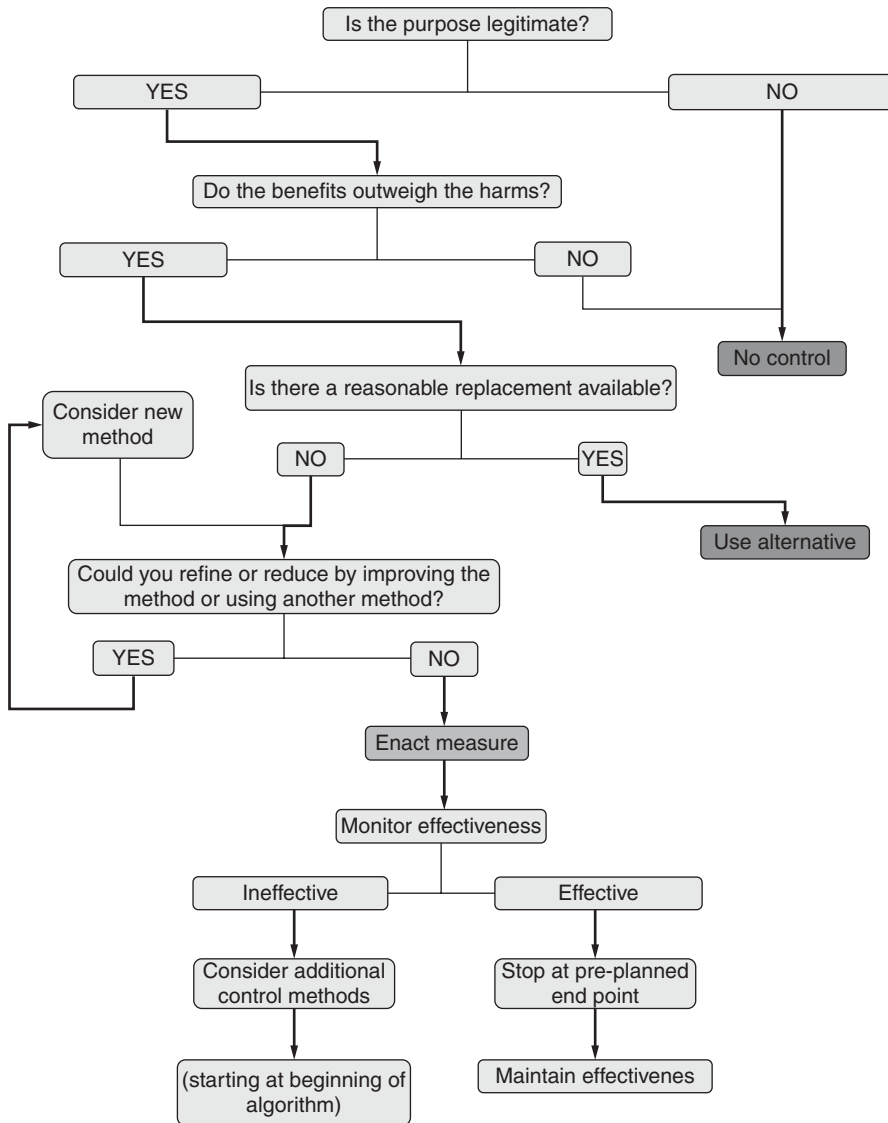 Is the purpose legitimate?
YES
NO
Do the benefits outweigh the harms?
YES
NO
No control
Is there a reasonable replacement available?
Consider new
method
NO
YES
Use alternative
Could you refine or reduce by improving the
method or using another method?
YES
NO
Enact measure
Monitor effectiveness
Ineffective
Effective
Consider additional
control methods
Stop at pre-planned
end point
(starting at beginning of
algorithm)
Maintain effectivenes